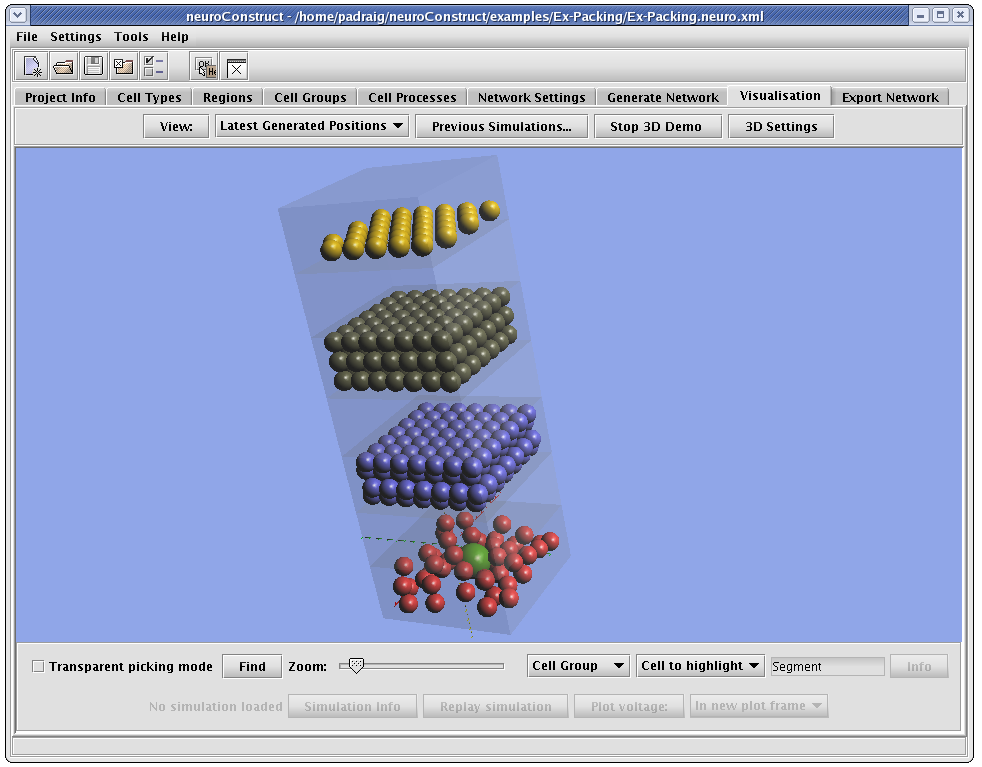 neuroConstruct - /home/padraig/neuroConstruct/examples/Ex-Packing/Ex-Packing.neuro.xml
File Settings Tools Help
Project Info Cell Types Regions Cell Groups Cell Processes Network Settings Generate Network Visualisation Export Network
View: Latest Generated Positions Previous Simulations... Stop 3D Demo 3D Settings
Transparent picking mode Find Zoom: Cell Group Cell to highlight Segment Info
No simulation loaded Simulation Info Replay simulation Plot voltage: In new plot frame